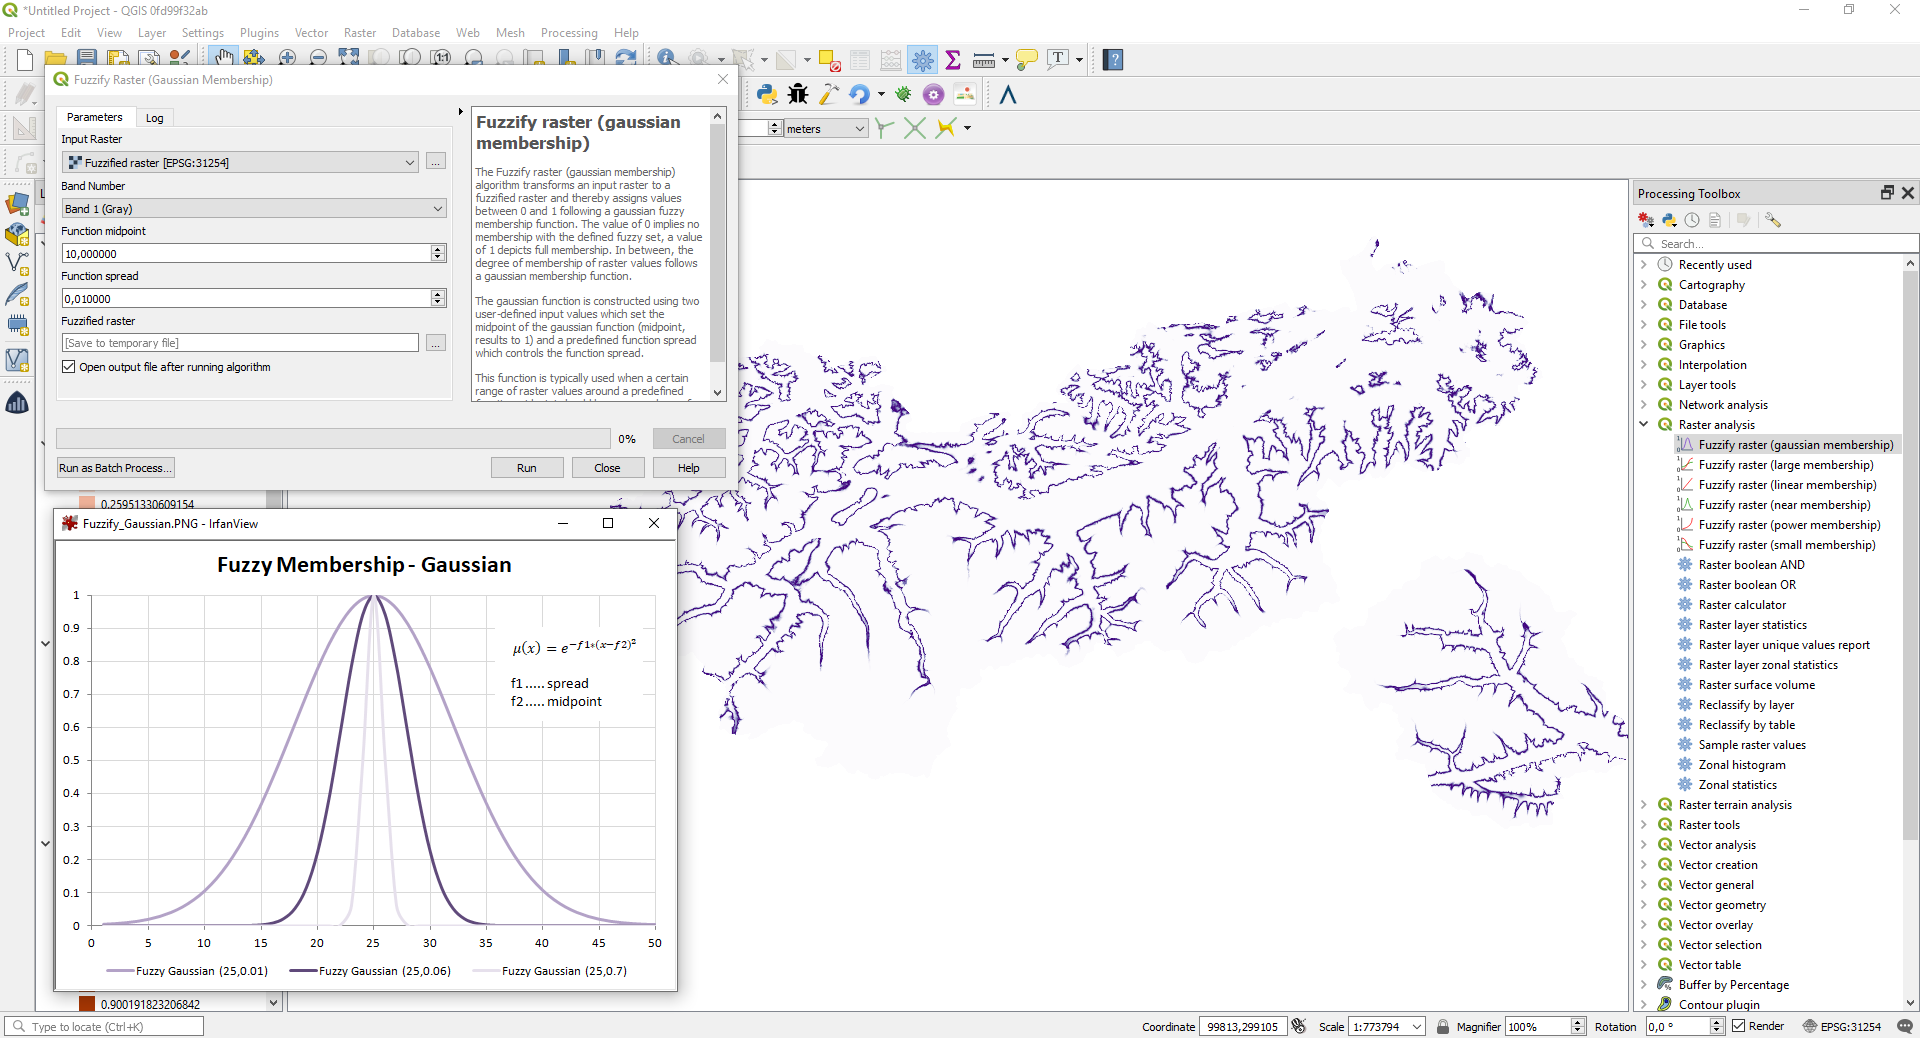 *Untitled Project - QGIS 0fd99f32ab
Project Edit View Layer Settings Plugins Vector Raster Database Web Mesh Processing Help
Fuzzify Raster (Gaussian Membership)
Parameters
Log
Input Raster
Fuzzified raster [EPSG:31254]
...
Band Number
Band 1 (Gray)
Function midpoint
10,000000
Function spread
0,010000
Fuzzified raster
[Save to temporary file]
...
Open output file after running algorithm
Fuzzify raster (gaussian
membership)
The Fuzzify raster (gaussian membership)
algorithm transforms an input raster to a
fuzzified raster and thereby assigns values
between 0 and 1 following a gaussian fuzzy
membership function. The value of 0 implies no
membership with the defined fuzzy set, a value
of 1 depicts full membership. In between, the
degree of membership of raster values follows
a gaussian membership function.
The gaussian function is constructed using two
user-defined input values which set the
midpoint of the gaussian function (midpoint,
results to 1) and a predefined function spread
which controls the function spread.
This function is typically used when a certain
range of raster values around a predefined
0%
Cancel
Run as Batch Process...
Run
Close
Help
meters
0.25951330609154
Fuzzify_Gaussian.PNG - IrfanView
Fuzzy Membership - Gaussian
μ(x) = e^−f1*(x−f2)²
f1 ..... spread
f2 ..... midpoint
1
0.9
0.8
0.7
0.6
0.5
0.4
0.3
0.2
0.1
0
0 5 10 15 20 25 30 35 40 45 50
Fuzzy Gaussian (25,0.01) Fuzzy Gaussian (25,0.06) Fuzzy Gaussian (25,0.7)
0.900191823206842
Processing Toolbox
Search...
Recently used
Cartography
Database
File tools
Graphics
Interpolation
Layer tools
Network analysis
Raster analysis
Fuzzify raster (gaussian membership)
Fuzzify raster (large membership)
Fuzzify raster (linear membership)
Fuzzify raster (near membership)
Fuzzify raster (power membership)
Fuzzify raster (small membership)
Raster boolean AND
Raster boolean OR
Raster calculator
Raster layer statistics
Raster layer unique values report
Raster layer zonal statistics
Raster surface volume
Reclassify by layer
Reclassify by table
Sample raster values
Zonal histogram
Zonal statistics
Raster terrain analysis
Raster tools
Vector analysis
Vector creation
Vector general
Vector geometry
Vector overlay
Vector selection
Vector table
Buffer by Percentage
Contour plugin
Type to locate (Ctrl+K)
Coordinate 99813,299105 Scale 1:773794 Magnifier 100% Rotation 0,0 ° Render EPSG:31254